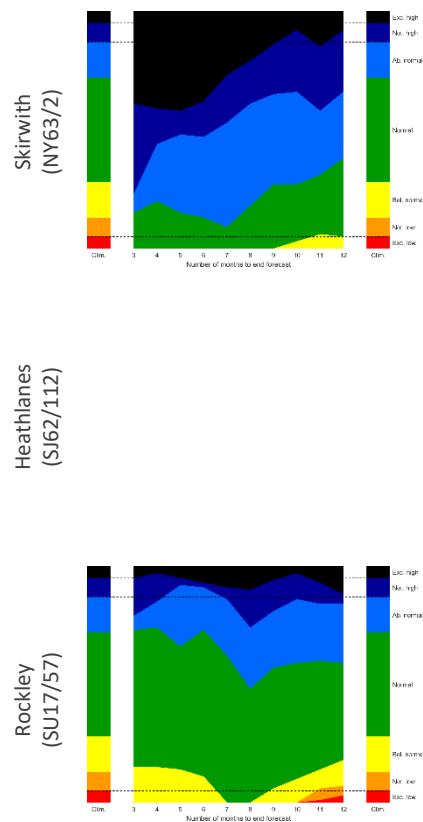 Skirwith
(NY63/2)
Exc. high
Not. high
Ab. normal
Normal
Bel. norma
Not. low
Exc. low
Clim.
3 4 5 6 7 8 9 10 11 12
Clim.
Number of months to end forecast
Heathlanes
(SJ62/112)
Rockley
(SU17/57)
Exc. high
Not. high
Ab. normal
Normal
Bel. norma
Not. low
Exc. low
Clim.
3 4 5 6 7 8 9 10 11 12
Clim.
Number of months to end forecast